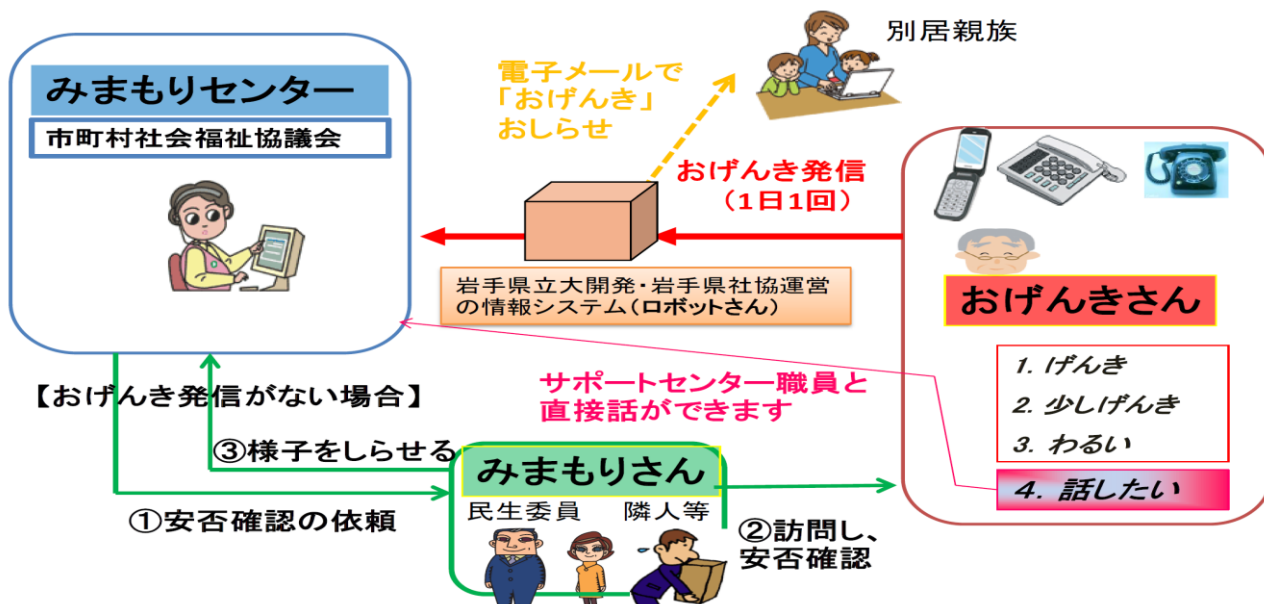 みまもりセンター
市町村社会福祉協議会
電子メールで
「おげんき」
おしらせ
別居親族
おげんき発信
（1日1回）
岩手県立大開発・岩手県社協運営
の情報システム（ロボットさん）
おげんきさん
1. げんき
2. 少しげんき
3. わるい
4. 話したい
サポートセンター職員と
直接話ができます
【おげんき発信がない場合】
③様子をしらせる
①安否確認の依頼
みまもりさん
民生委員　隣人等
②訪問し、
安否確認